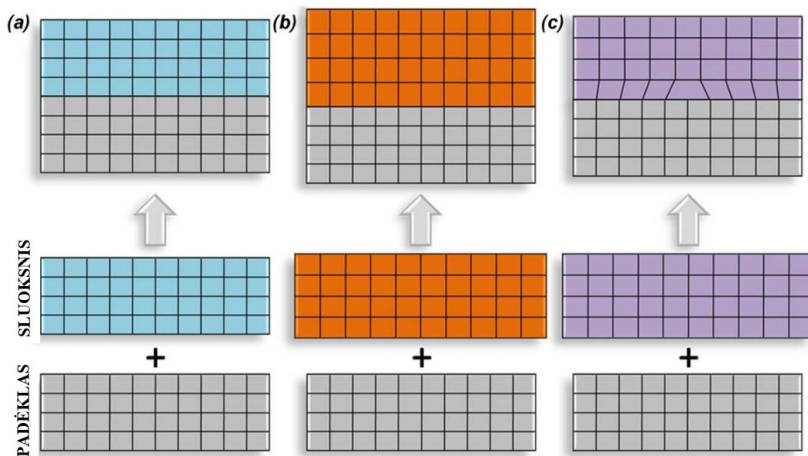 (a)
(b)
(c)
SLUOKSNIS
+
+
+
PADĖKLAS